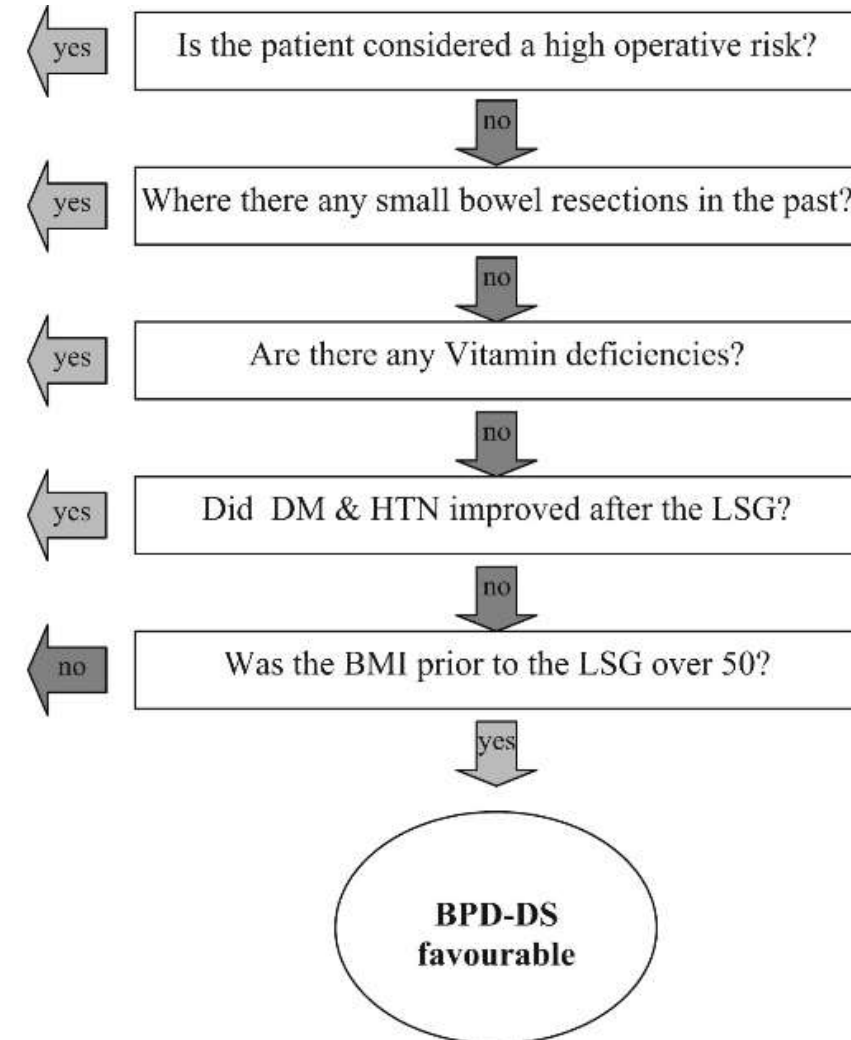 yes Is the patient considered a high operative risk?
no
yes Where there any small bowel resections in the past?
no
yes Are there any Vitamin deficiencies?
no
yes Did DM & HTN improved after the LSG?
no
no Was the BMI prior to the LSG over 50?
yes
BPD-DS
favourable